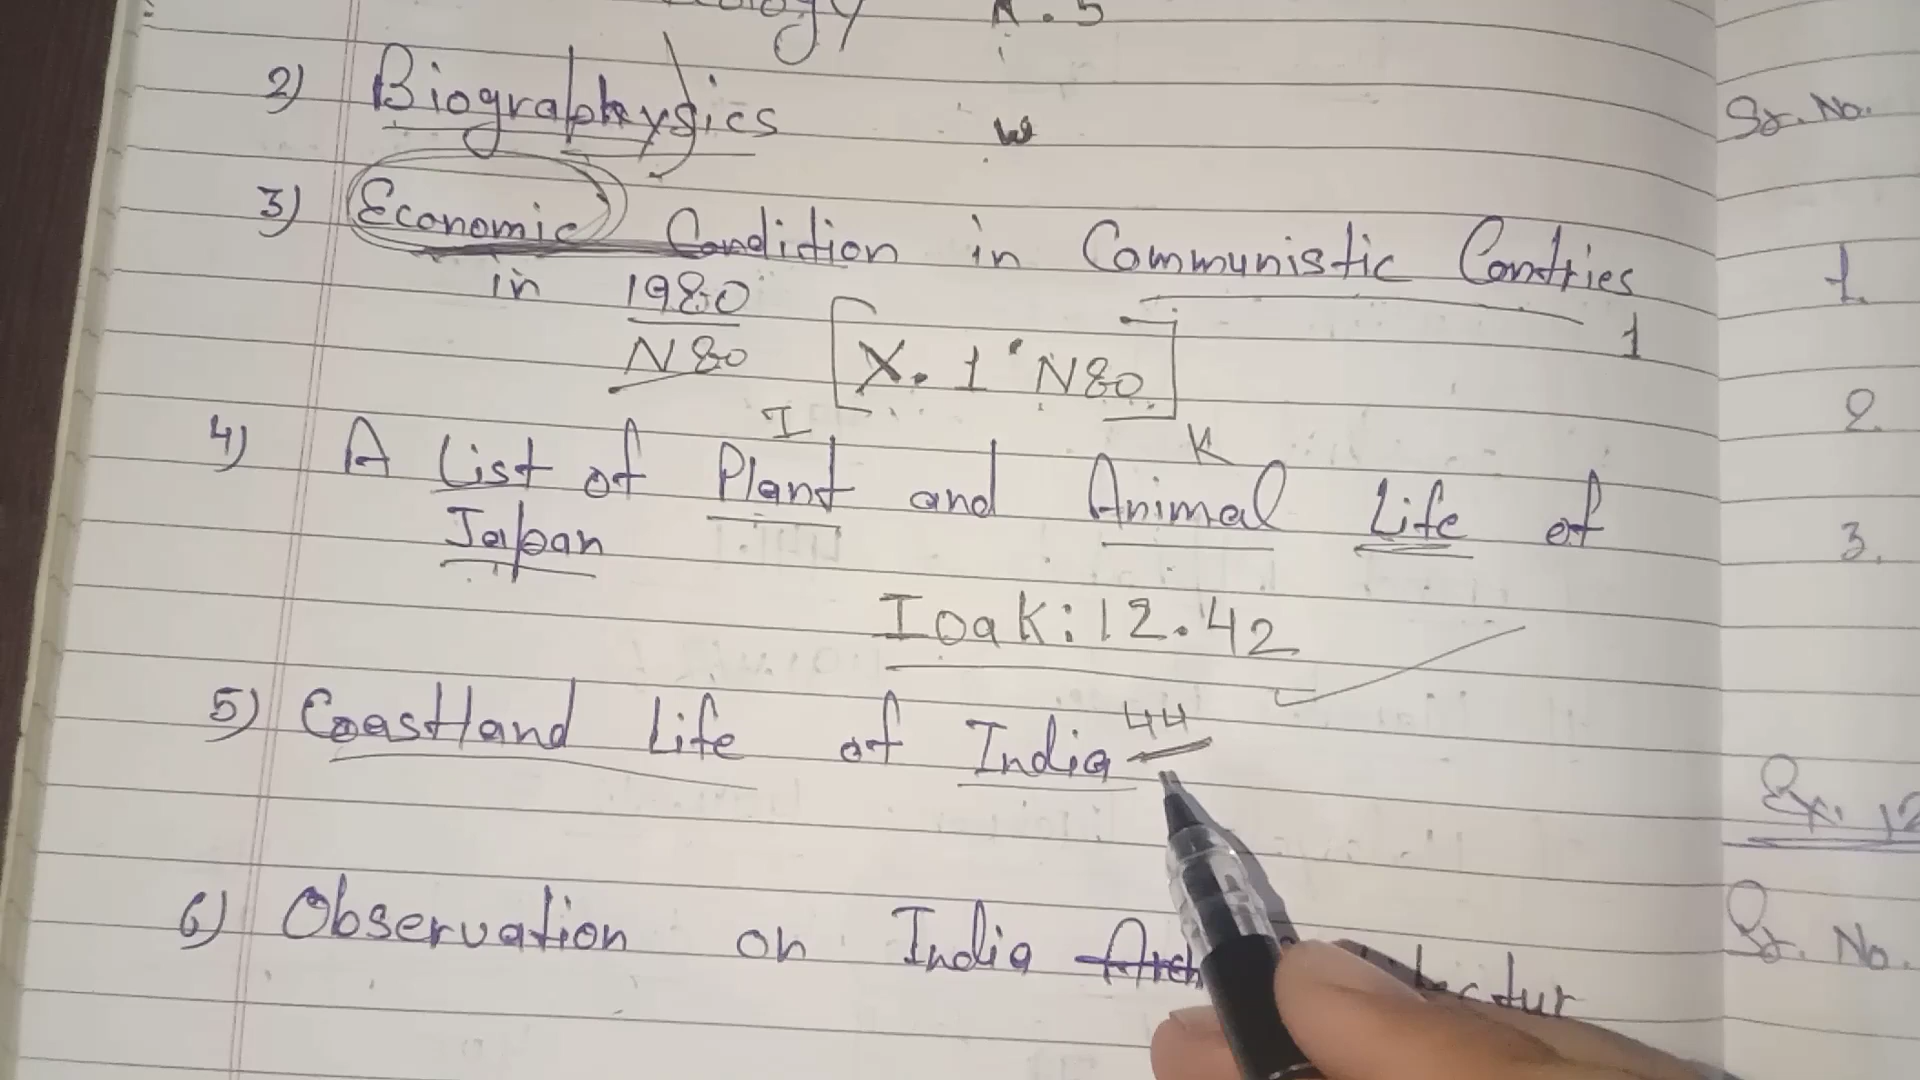 2) Biographysics
w
Sr. No.
3) Economic Condition in Communistic Contries
in 1980
1
N80 X. 1 N80
1.
2.
I
K
4) A List of Plant and Animal Life of
Japan
3.
IoaK:12.42
5) Coastland Life of India 44
Ex. 12
6) Observation on India
Sr. No.